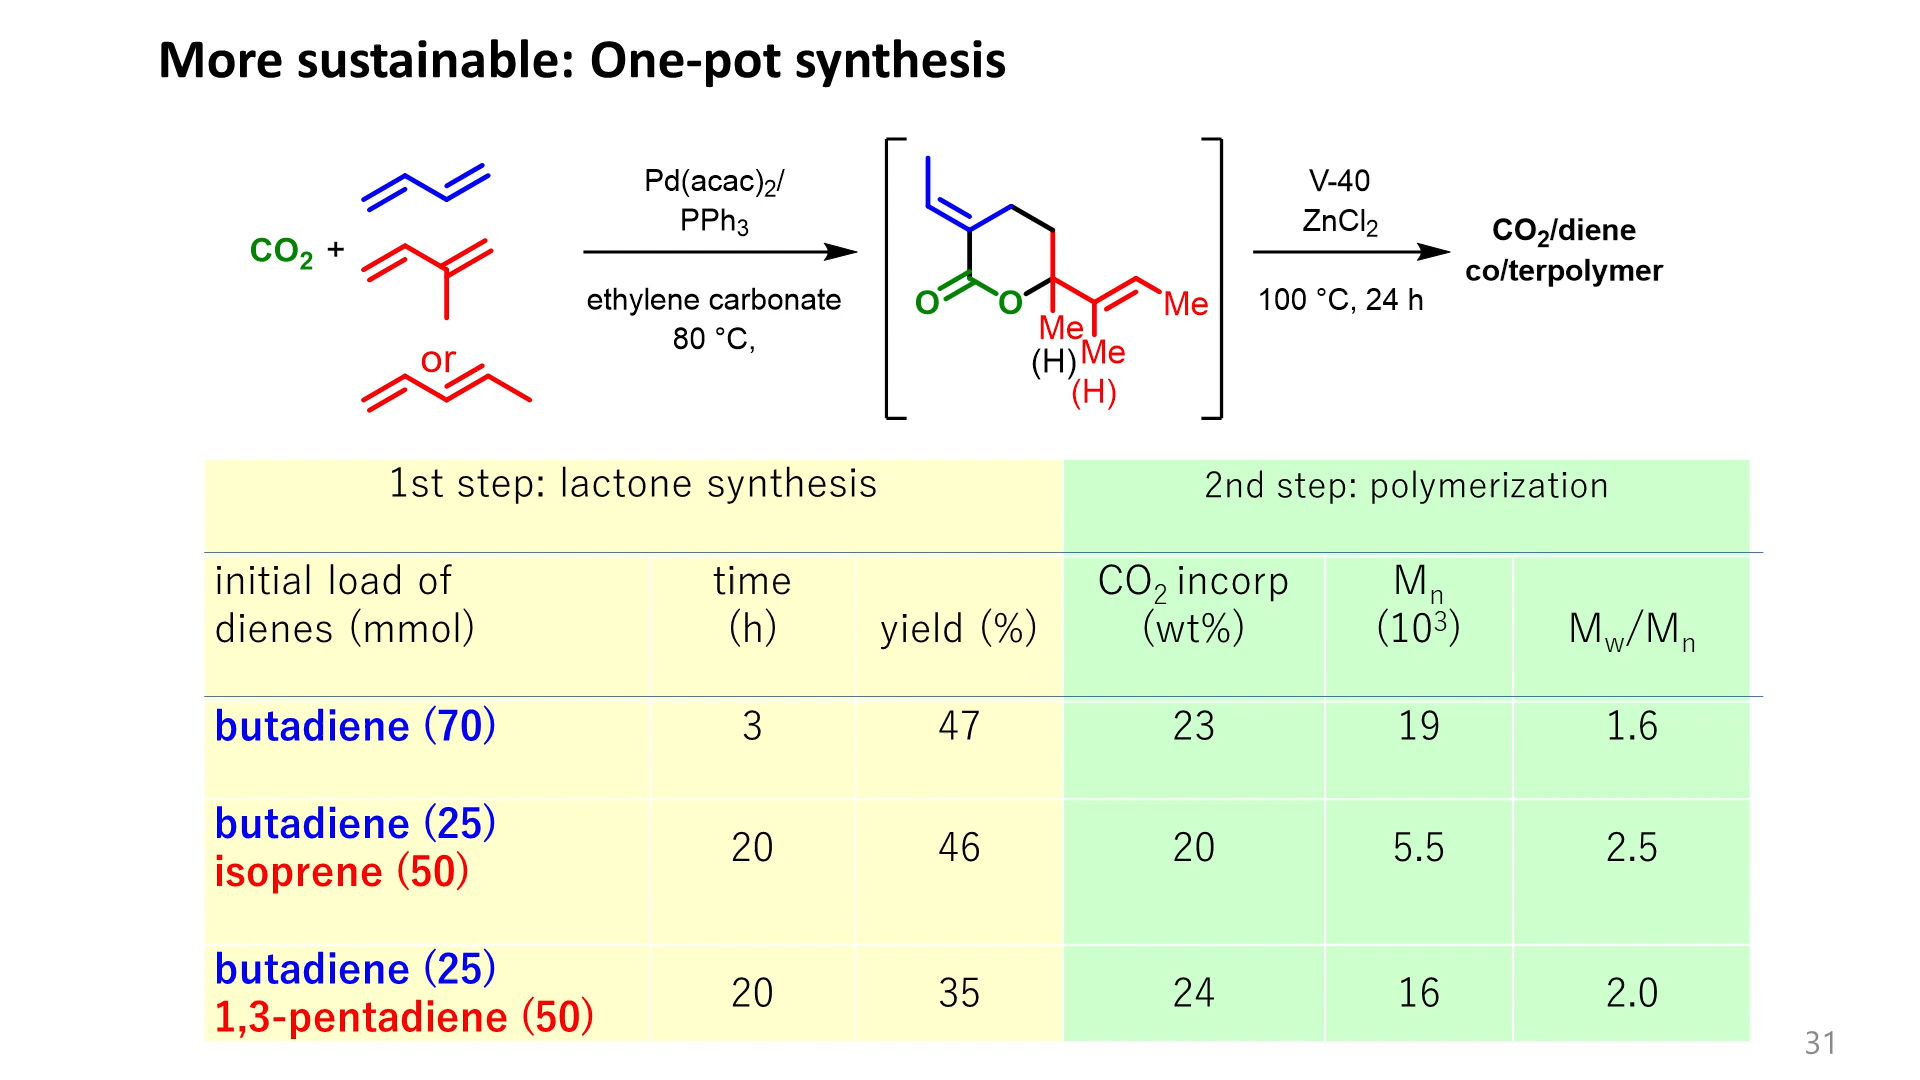 More sustainable: One-pot synthesis
CO2 +
or
Pd(acac)2/
PPh3
ethylene carbonate
80 °C,
O
O
Me
Me
Me
(H)
(H)
V-40
ZnCl2
100 °C, 24 h
CO2/diene
co/terpolymer
1st step: lactone synthesis
2nd step: polymerization
initial load of
dienes (mmol)
time
(h)
yield (%)
CO2 incorp
(wt%)
Mn
(10³)
Mw/Mn
butadiene (70)
3
47
23
19
1.6
butadiene (25)
isoprene (50)
20
46
20
5.5
2.5
butadiene (25)
1,3-pentadiene (50)
20
35
24
16
2.0
31